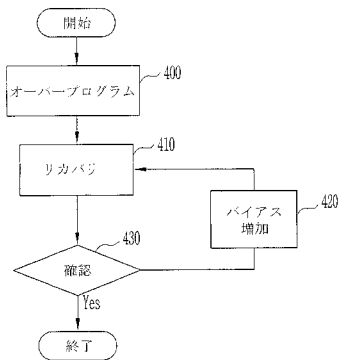 開始
オーバープログラム
400
リカバリ
410
バイアス
増加
420
確認
430
Yes
終了